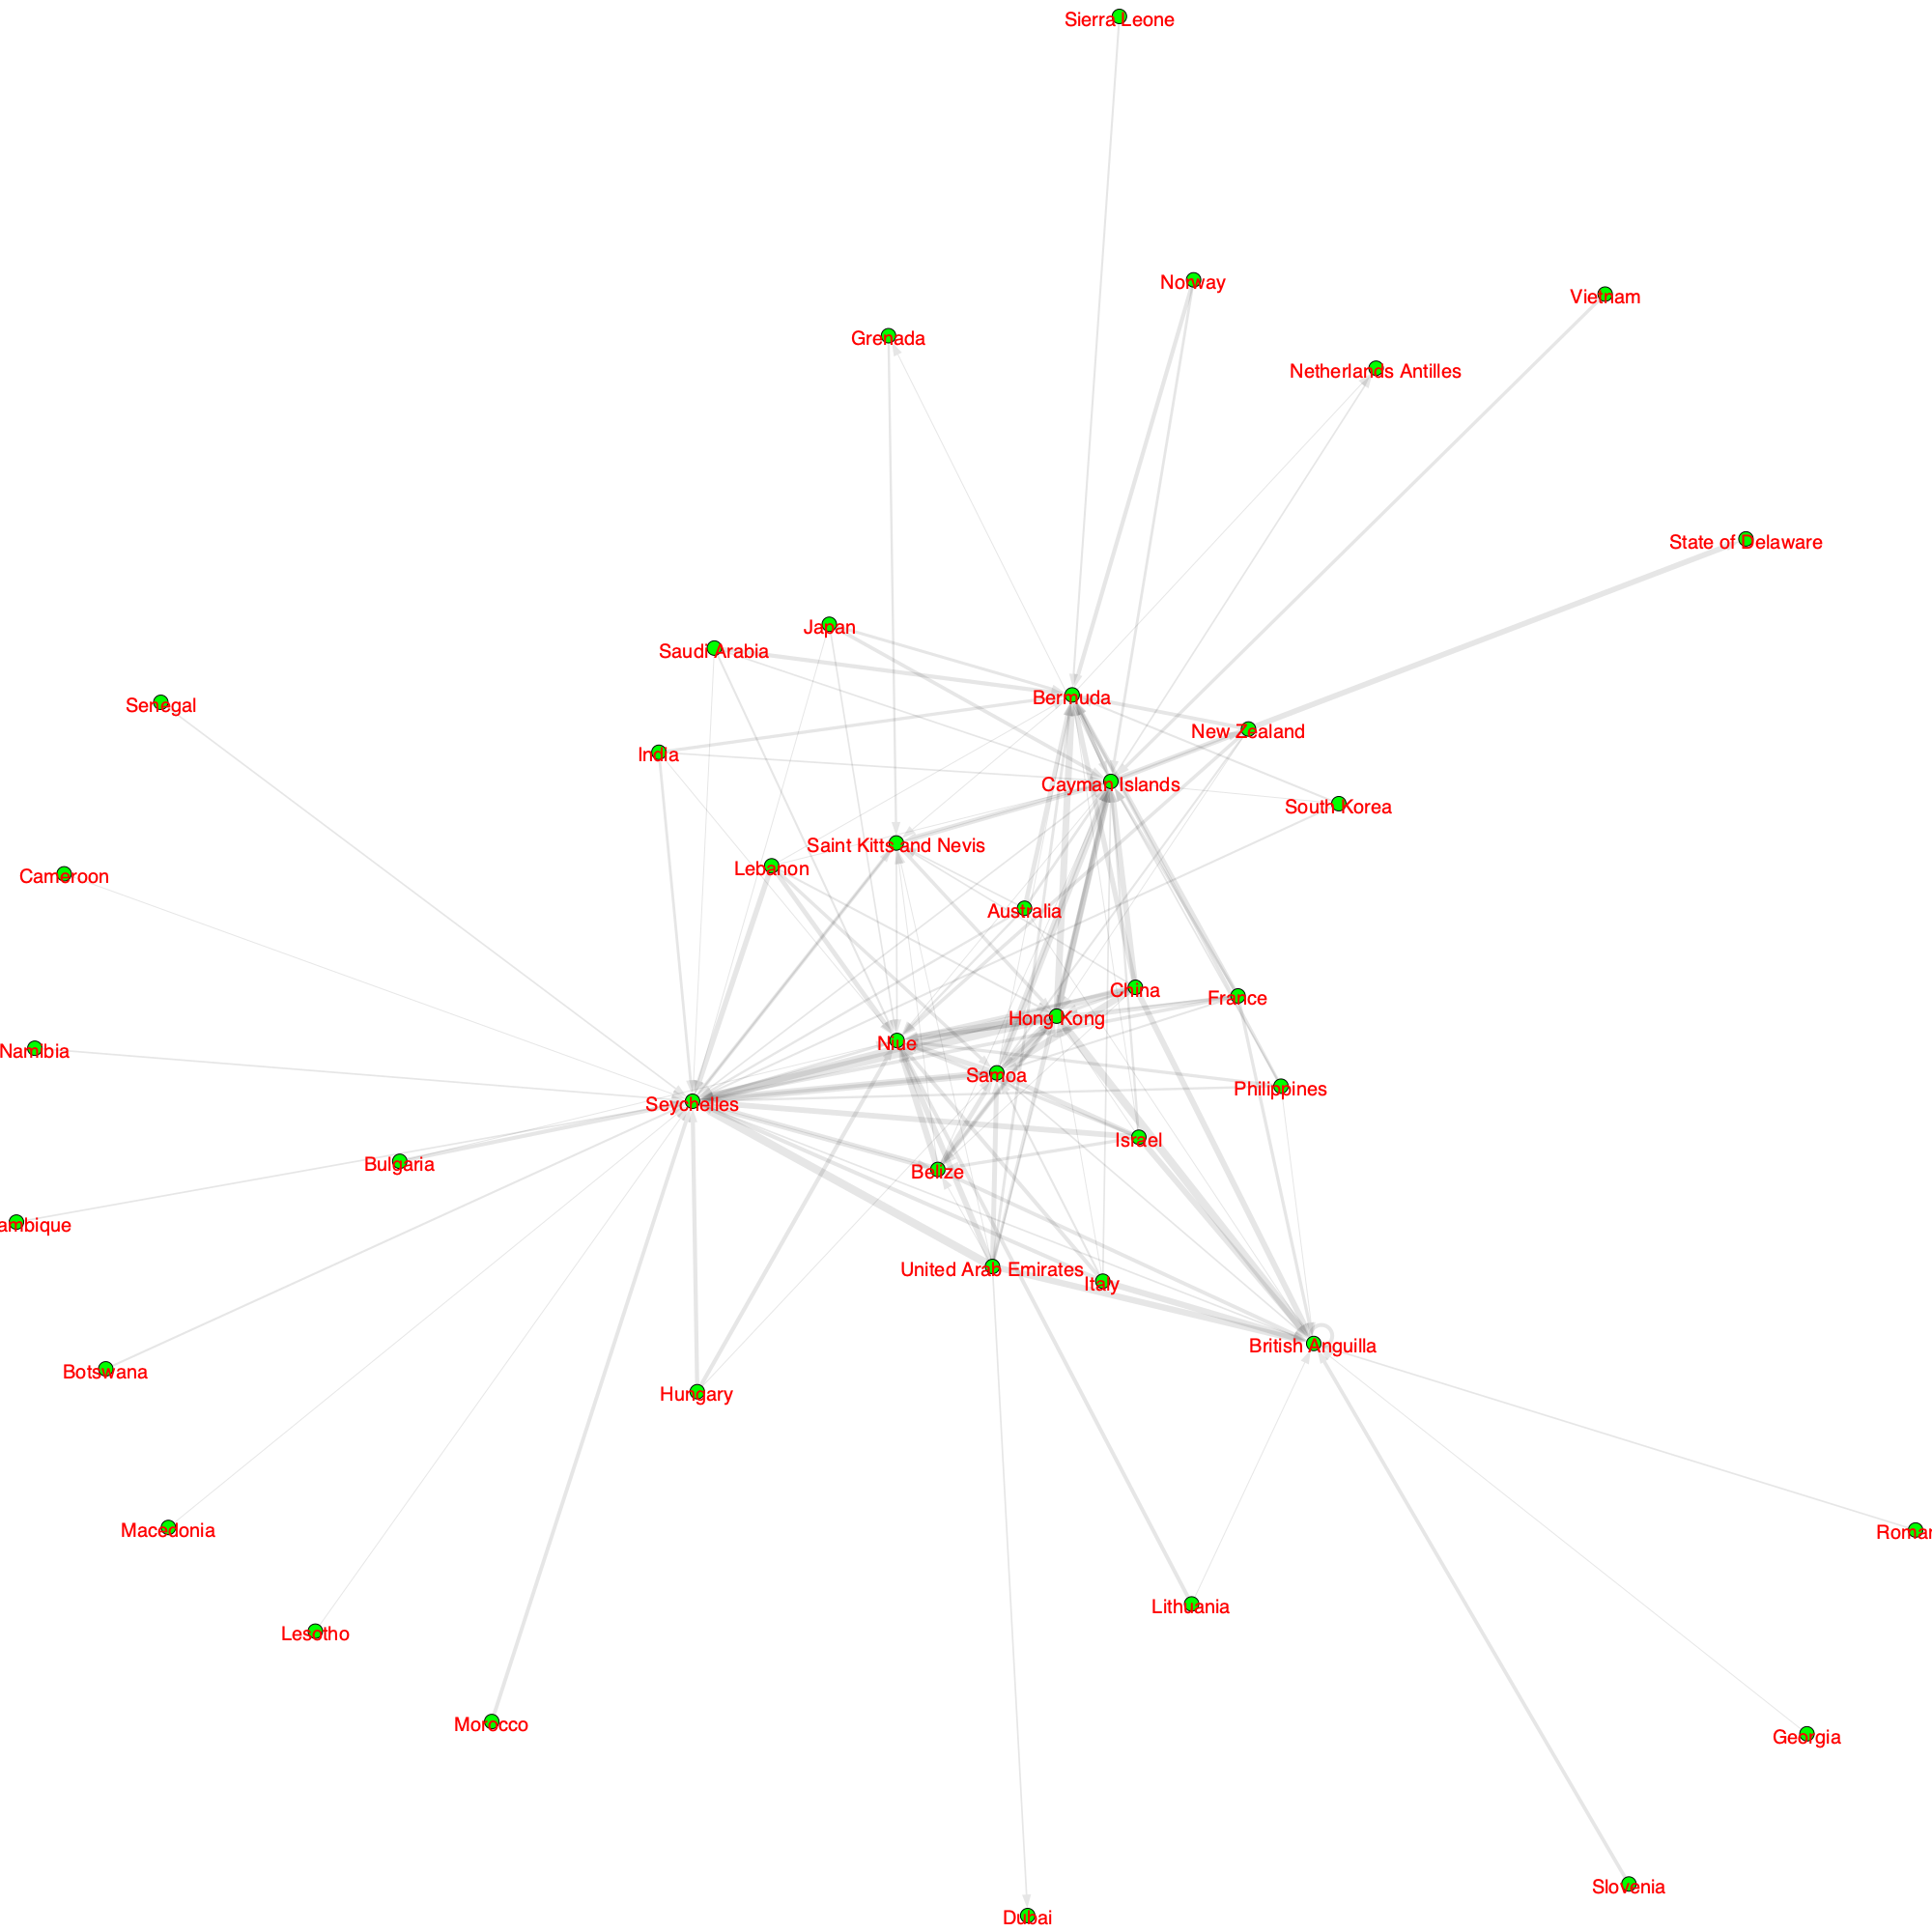 Sierra Leone
Norway
Vietnam
Grenada
Netherlands Antilles
State of Delaware
Japan
Saudi Arabia
Bermuda
Senegal
New Zealand
India
Cayman Islands
South Korea
Saint Kitts and Nevis
Lebanon
Cameroon
Australia
China
France
Hong Kong
Niue
Namibia
Samoa
Philippines
Seychelles
Israel
Bulgaria
Belize
ambique
United Arab Emirates
Italy
British Anguilla
Botswana
Hungary
Macedonia
Roman
Lithuania
Lesotho
Morocco
Georgia
Slovenia
Dubai